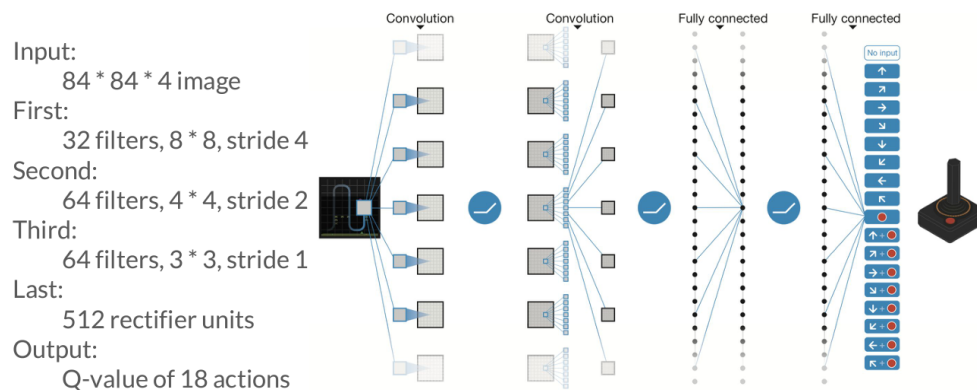 Convolution
Convolution
Fully connected
Fully connected
Input:
84 * 84 * 4 image
First:
32 filters, 8 * 8, stride 4
Second:
64 filters, 4 * 4, stride 2
Third:
64 filters, 3 * 3, stride 1
Last:
512 rectifier units
Output:
Q-value of 18 actions
No input
↑
↗
→
↘
↓
↙
←
↖
+
+
+
+
+
+
+
+